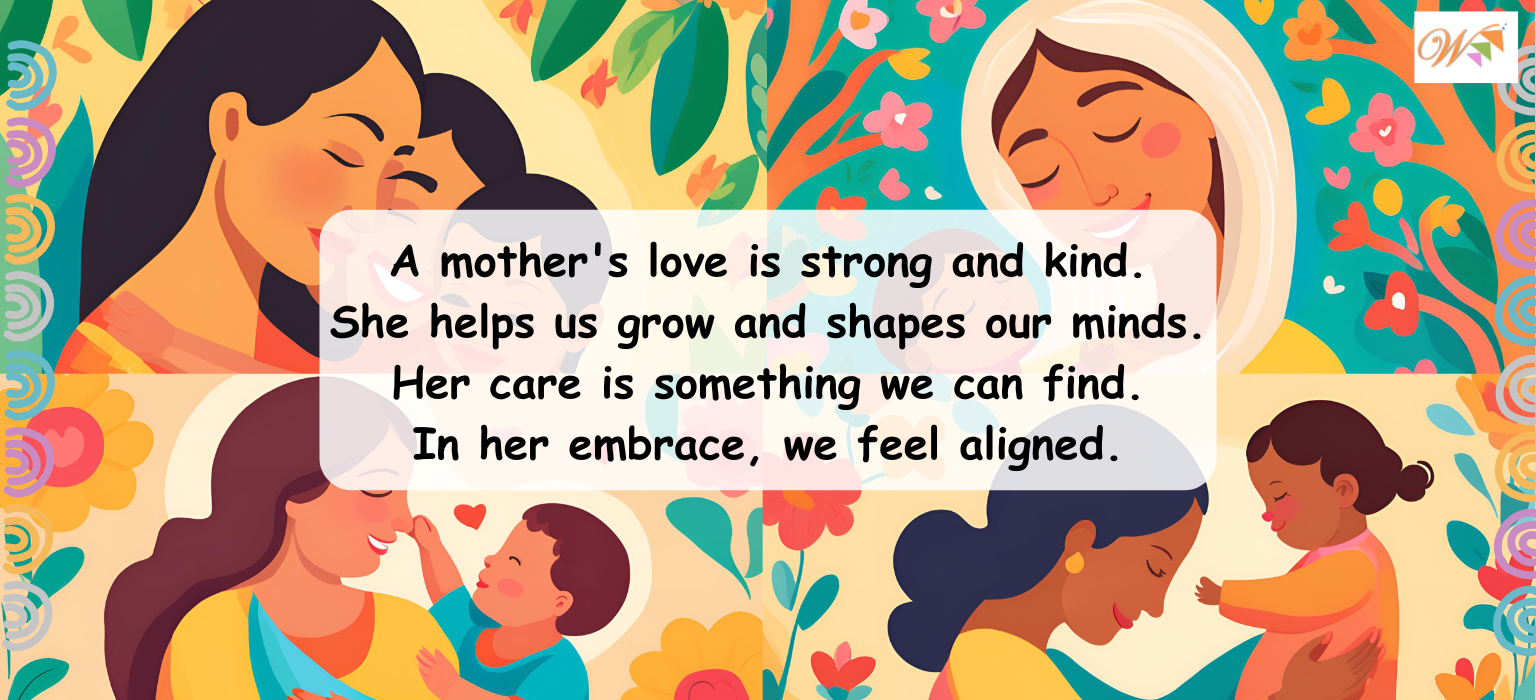 A mother's love is strong and kind.
She helps us grow and shapes our minds.
Her care is something we can find.
In her embrace, we feel aligned.
W